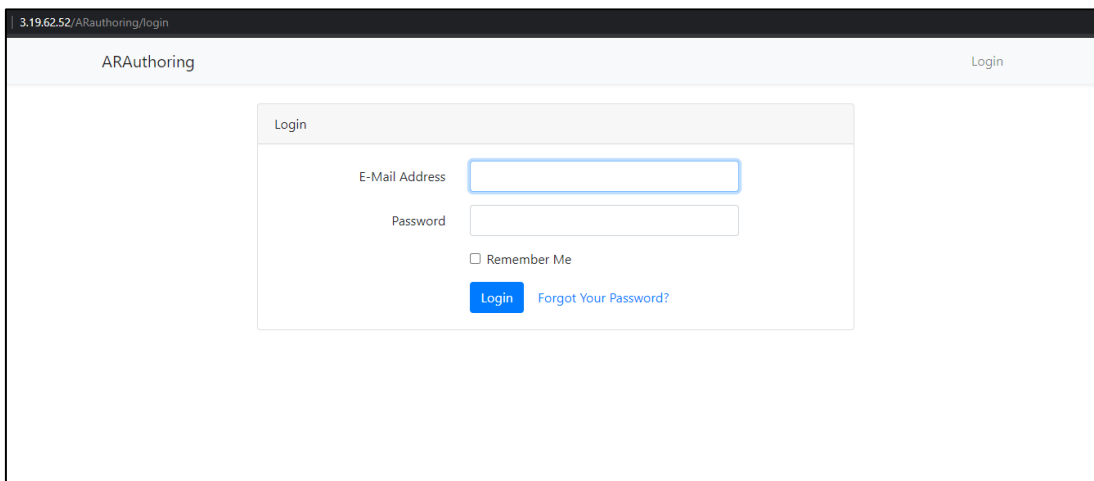 3.19.62.52/ARauthoring/login
ARAuthoring Login
Login
E-Mail Address
Password
Remember Me
Login Forgot Your Password?